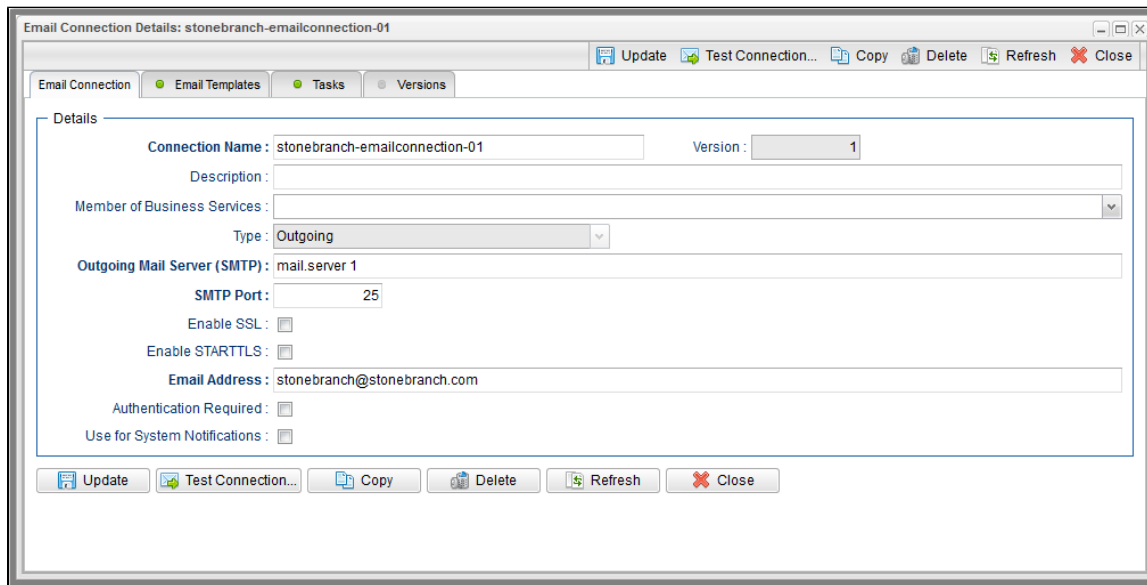 Email Connection Details: stonebranch-emailconnection-01
Update Test Connection... Copy Delete Refresh Close
Email Connection Email Templates Tasks Versions
Details
Connection Name : stonebranch-emailconnection-01 Version : 1
Description :
Member of Business Services :
Type : Outgoing
Outgoing Mail Server (SMTP) : mail.server 1
SMTP Port : 25
Enable SSL :
Enable STARTTLS :
Email Address : stonebranch@stonebranch.com
Authentication Required :
Use for System Notifications :
Update Test Connection... Copy Delete Refresh Close